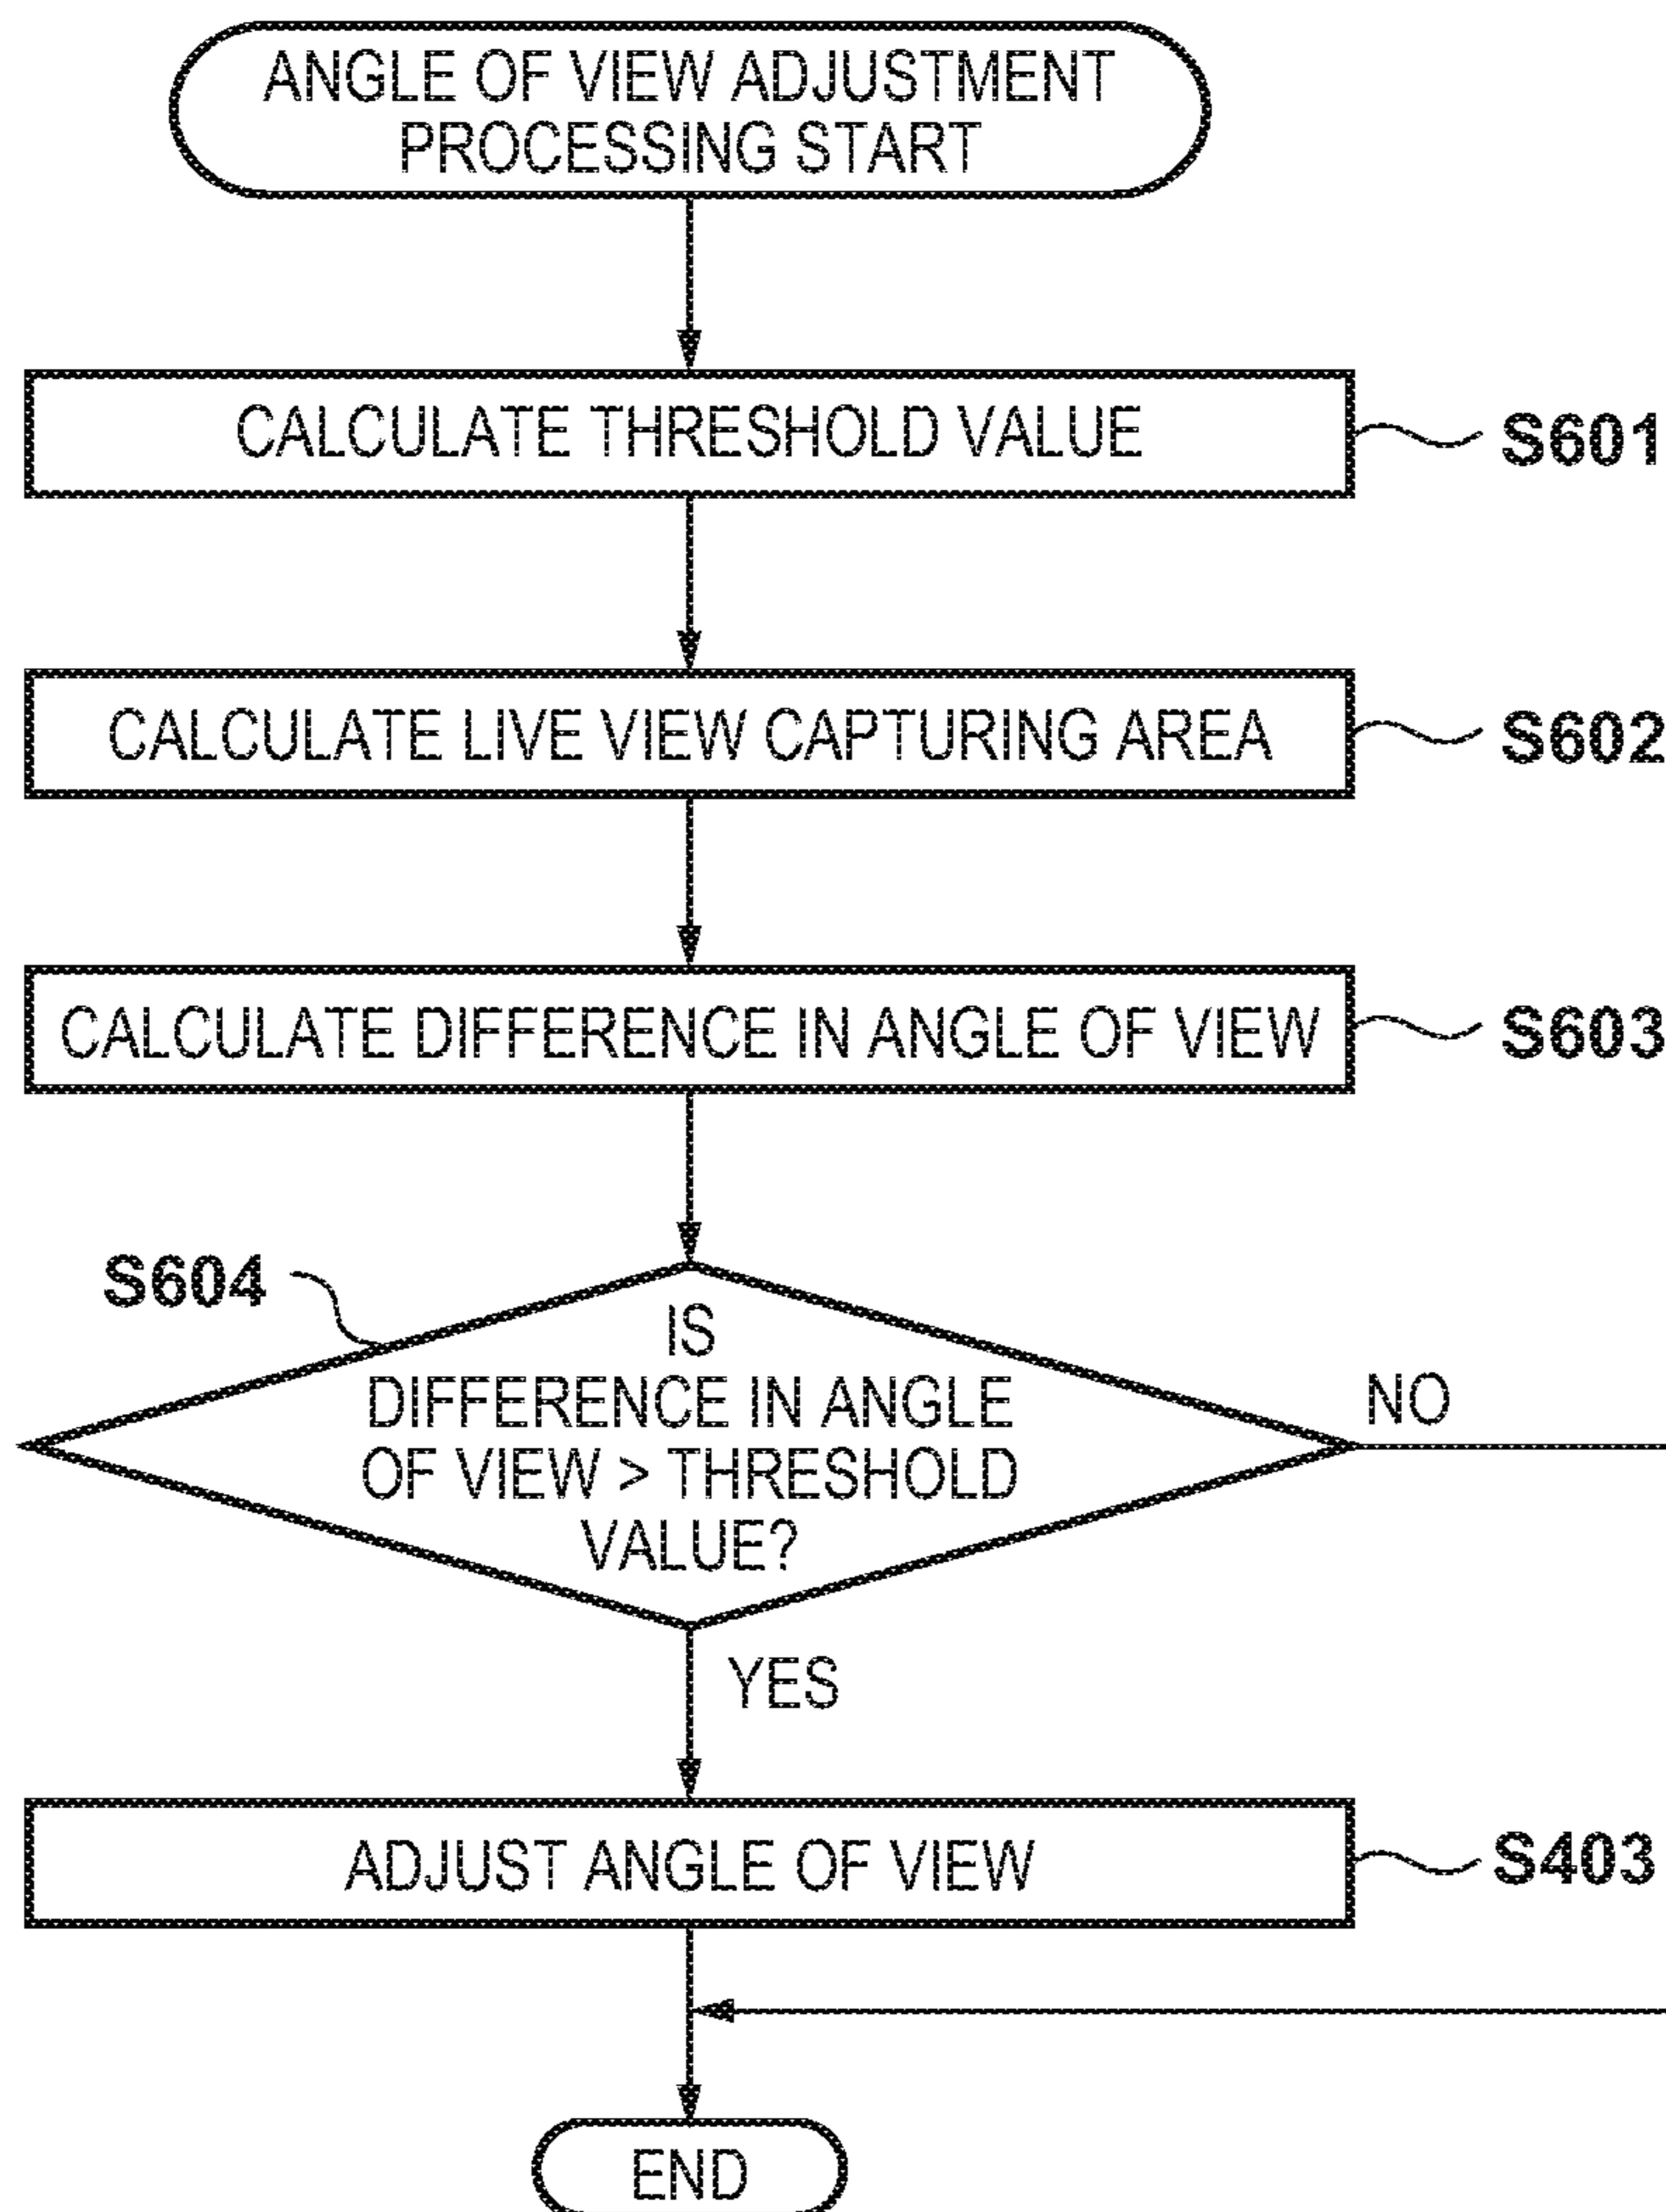 ANGLE OF VIEW ADJUSTMENT
PROCESSING START
CALCULATE THRESHOLD VALUE
S601
CALCULATE LIVE VIEW CAPTURING AREA
S602
CALCULATE DIFFERENCE IN ANGLE OF VIEW
S603
S604
IS
DIFFERENCE IN ANGLE
OF VIEW > THRESHOLD
VALUE?
NO
YES
ADJUST ANGLE OF VIEW
S403
END